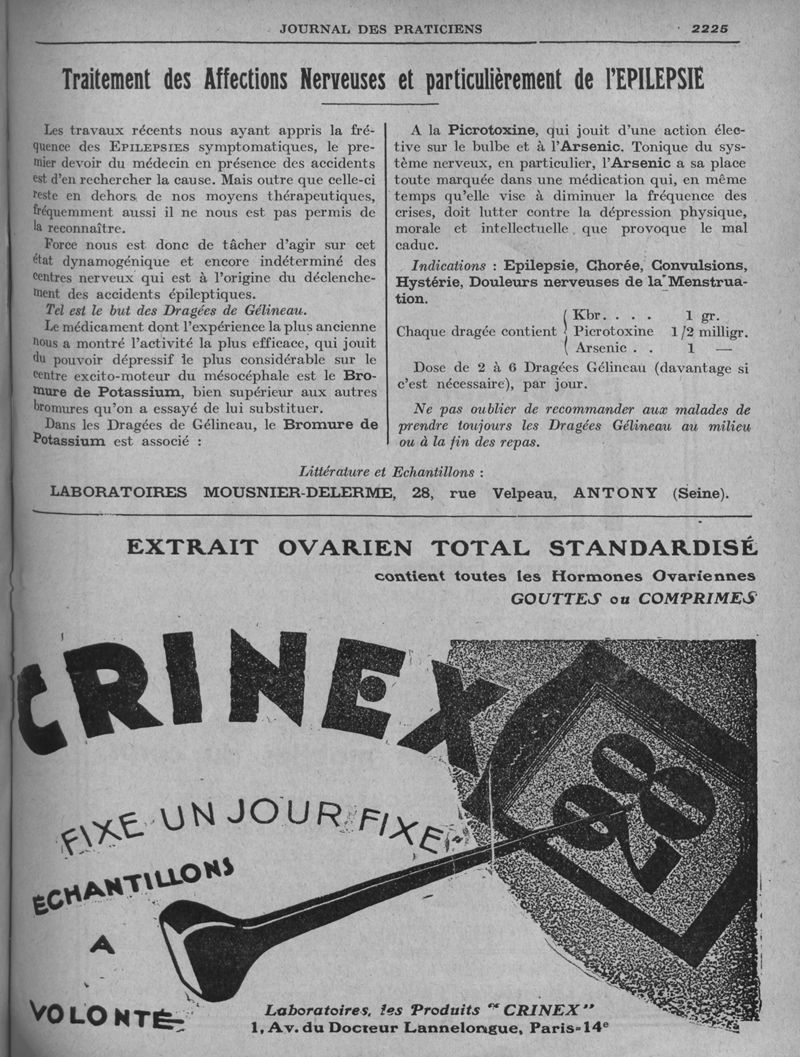 JOURNAL DES PRATICIENS 2225
Traitement des Affections Nerveuses et particulièrement de l'EPILEPSIE
Les travaux récents nous ayant appris la fré-
quence des EPILEPSIES symptomatiques, le pre-
mier devoir du médecin en présence des accidents
est d'en rechercher la cause. Mais outre que celle-ci
reste en dehors de nos moyens thérapeutiques,
fréquemment aussi il ne nous est pas permis de
la reconnaître.
Force nous est donc de tâcher d'agir sur cet
état dynamogénique et encore indéterminé des
centres nerveux qui est à l'origine du déclenche-
ment des accidents épileptiques.
Tel est le but des Dragées de Gélineau.
Le médicament dont l'expérience la plus ancienne
nous a montré l'activité la plus efficace, qui jouit
du pouvoir dépressif le plus considérable sur le
centre excito-moteur du mésocéphale est le Bro-
mure de Potassium, bien supérieur aux autres
bromures qu'on a essayé de lui substituer.
Dans les Dragées de Gélineau, le Bromure de
Potassium est associé :
A la Picrotoxine, qui jouit d'une action élec-
tive sur le bulbe et à l'Arsenic. Tonique du sys-
tème nerveux, en particulier, l'Arsenic a sa place
toute marquée dans une médication qui, en même
temps qu'elle vise à diminuer la fréquence des
crises, doit lutter contre la dépression physique,
morale et intellectuelle que provoque le mal
caduc.
Indications : Epilepsie, Chorée, Convulsions,
Hystérie, Douleurs nerveuses de la Menstrua-
tion.
Chaque dragée contient
Kbr. . . . 1 gr.
Picrotoxine 1/2 milligr.
Arsenic . . 1 —
Dose de 2 à 6 Dragées Gélineau (davantage si
c'est nécessaire), par jour.
Ne pas oublier de recommander aux malades de
prendre toujours les Dragées Gélineau au milieu
ou à la fin des repas.
Littérature et Echantillons :
LABORATOIRES MOUSNIER-DELERME, 28, rue Velpeau, ANTONY (Seine).
EXTRAIT OVARIEN TOTAL STANDARDISÉ
contient toutes les Hormones Ovariennes
GOUTTES ou COMPRIMES
CRINEX
28
FIXE UN JOUR FIXE
ÉCHANTILLONS
A
VOLONTÉ
Laboratoires, les Produits "CRINEX"
1, Av. du Docteur Lannelongue, Paris-14e